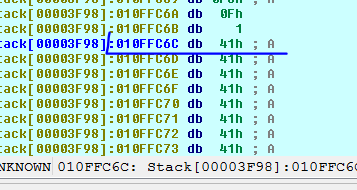 stack[00003F98]:010FFC6A db 0Fh
stack[00003F98]:010FFC6B db 1
stack[00003F98]:010FFC6C db 41h ; A
stack[00003F98]:010FFC6D db 41h ; A
stack[00003F98]:010FFC6E db 41h ; A
stack[00003F98]:010FFC6F db 41h ; A
stack[00003F98]:010FFC70 db 41h ; A
stack[00003F98]:010FFC71 db 41h ; A
stack[00003F98]:010FFC72 db 41h ; A
stack[00003F98]:010FFC73 db 41h ; A
NKNOWN 010FFC6C: Stack[00003F98]:010FFC6C